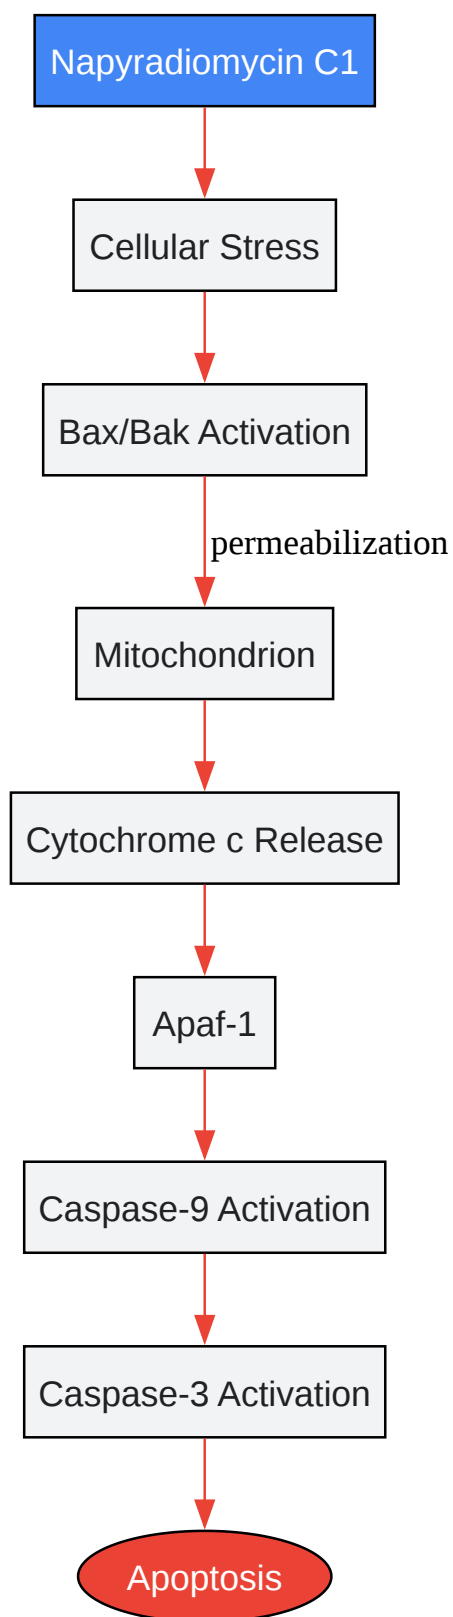 Napyradiomycin C1
Cellular Stress
Bax/Bak Activation
permeabilization
Mitochondrion
Cytochrome c Release
Apaf-1
Caspase-9 Activation
Caspase-3 Activation
Apoptosis